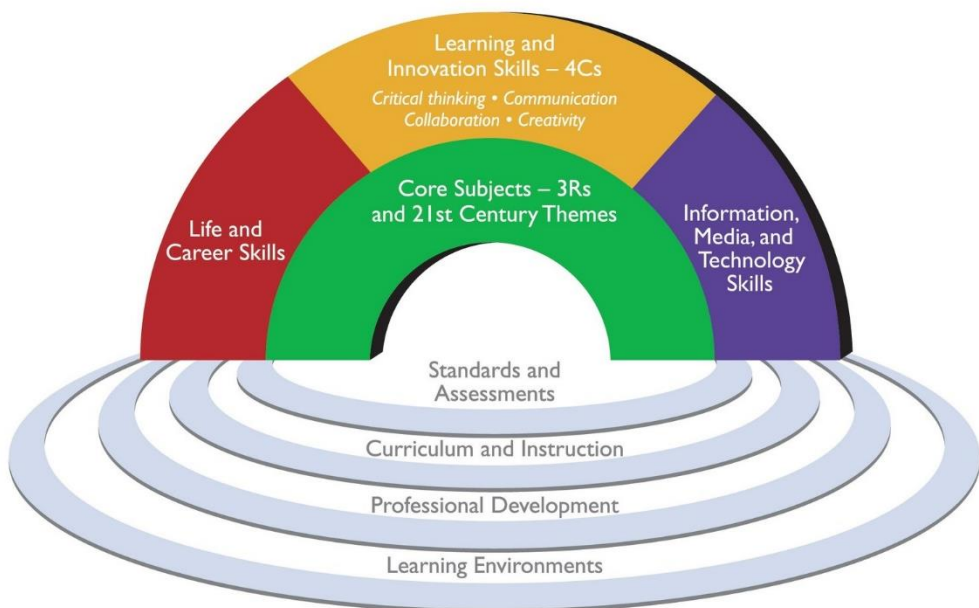 Learning and
Innovation Skills – 4Cs
Critical thinking • Communication
Collaboration • Creativity
Core Subjects – 3Rs
and 21st Century Themes
Life and
Career Skills
Information,
Media, and
Technology
Skills
Standards and
Assessments
Curriculum and Instruction
Professional Development
Learning Environments